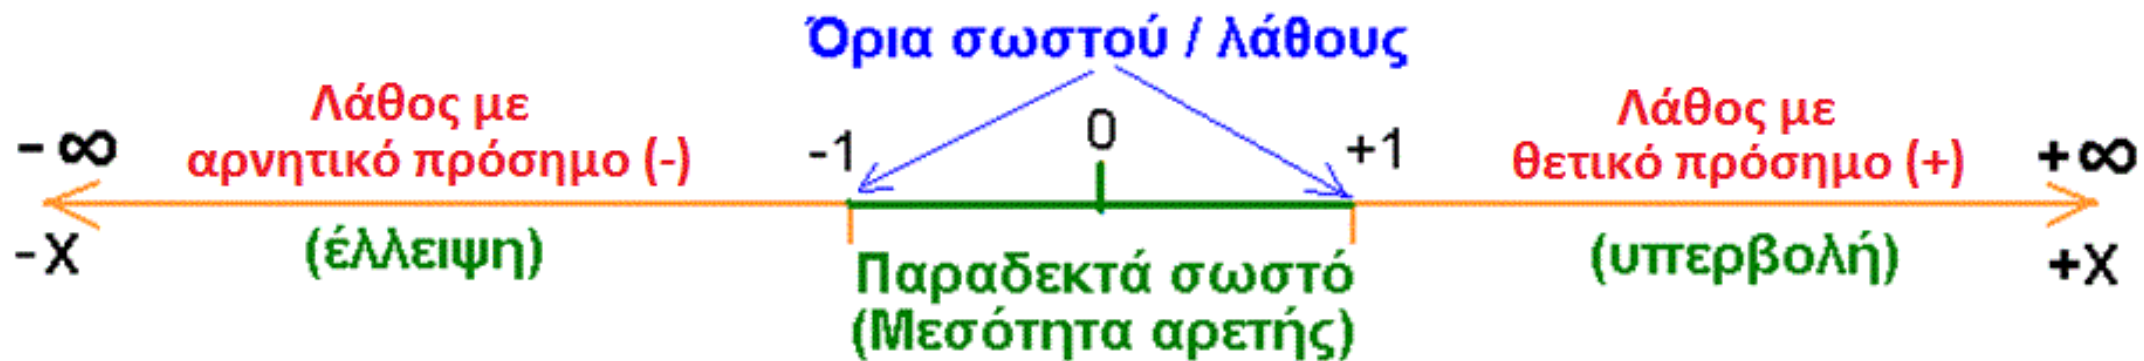 Όρια σωστού / λάθους
Λάθος με
αρνητικό πρόσημο (-)
Λάθος με
θετικό πρόσημο (+)
- ∞
-1
0
+1
+∞
-X
(έλλειψη)
Παραδεκτά σωστό
(Μεσότητα αρετής)
(υπερβολή)
+X